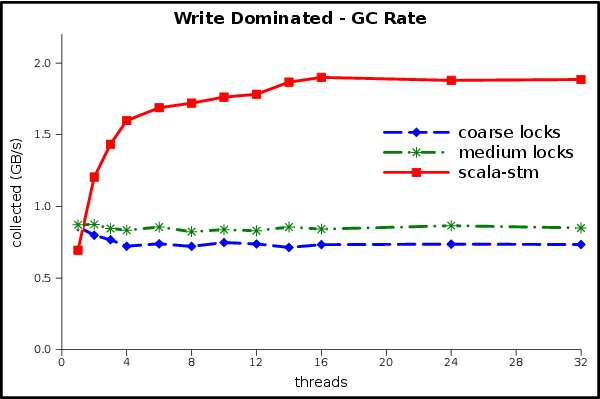 Write Dominated - GC Rate
collected (GB/s)
2.0
1.5
1.0
0.5
0.0
coarse locks
medium locks
scala-stm
0 4 8 12 16 20 24 28 32
threads